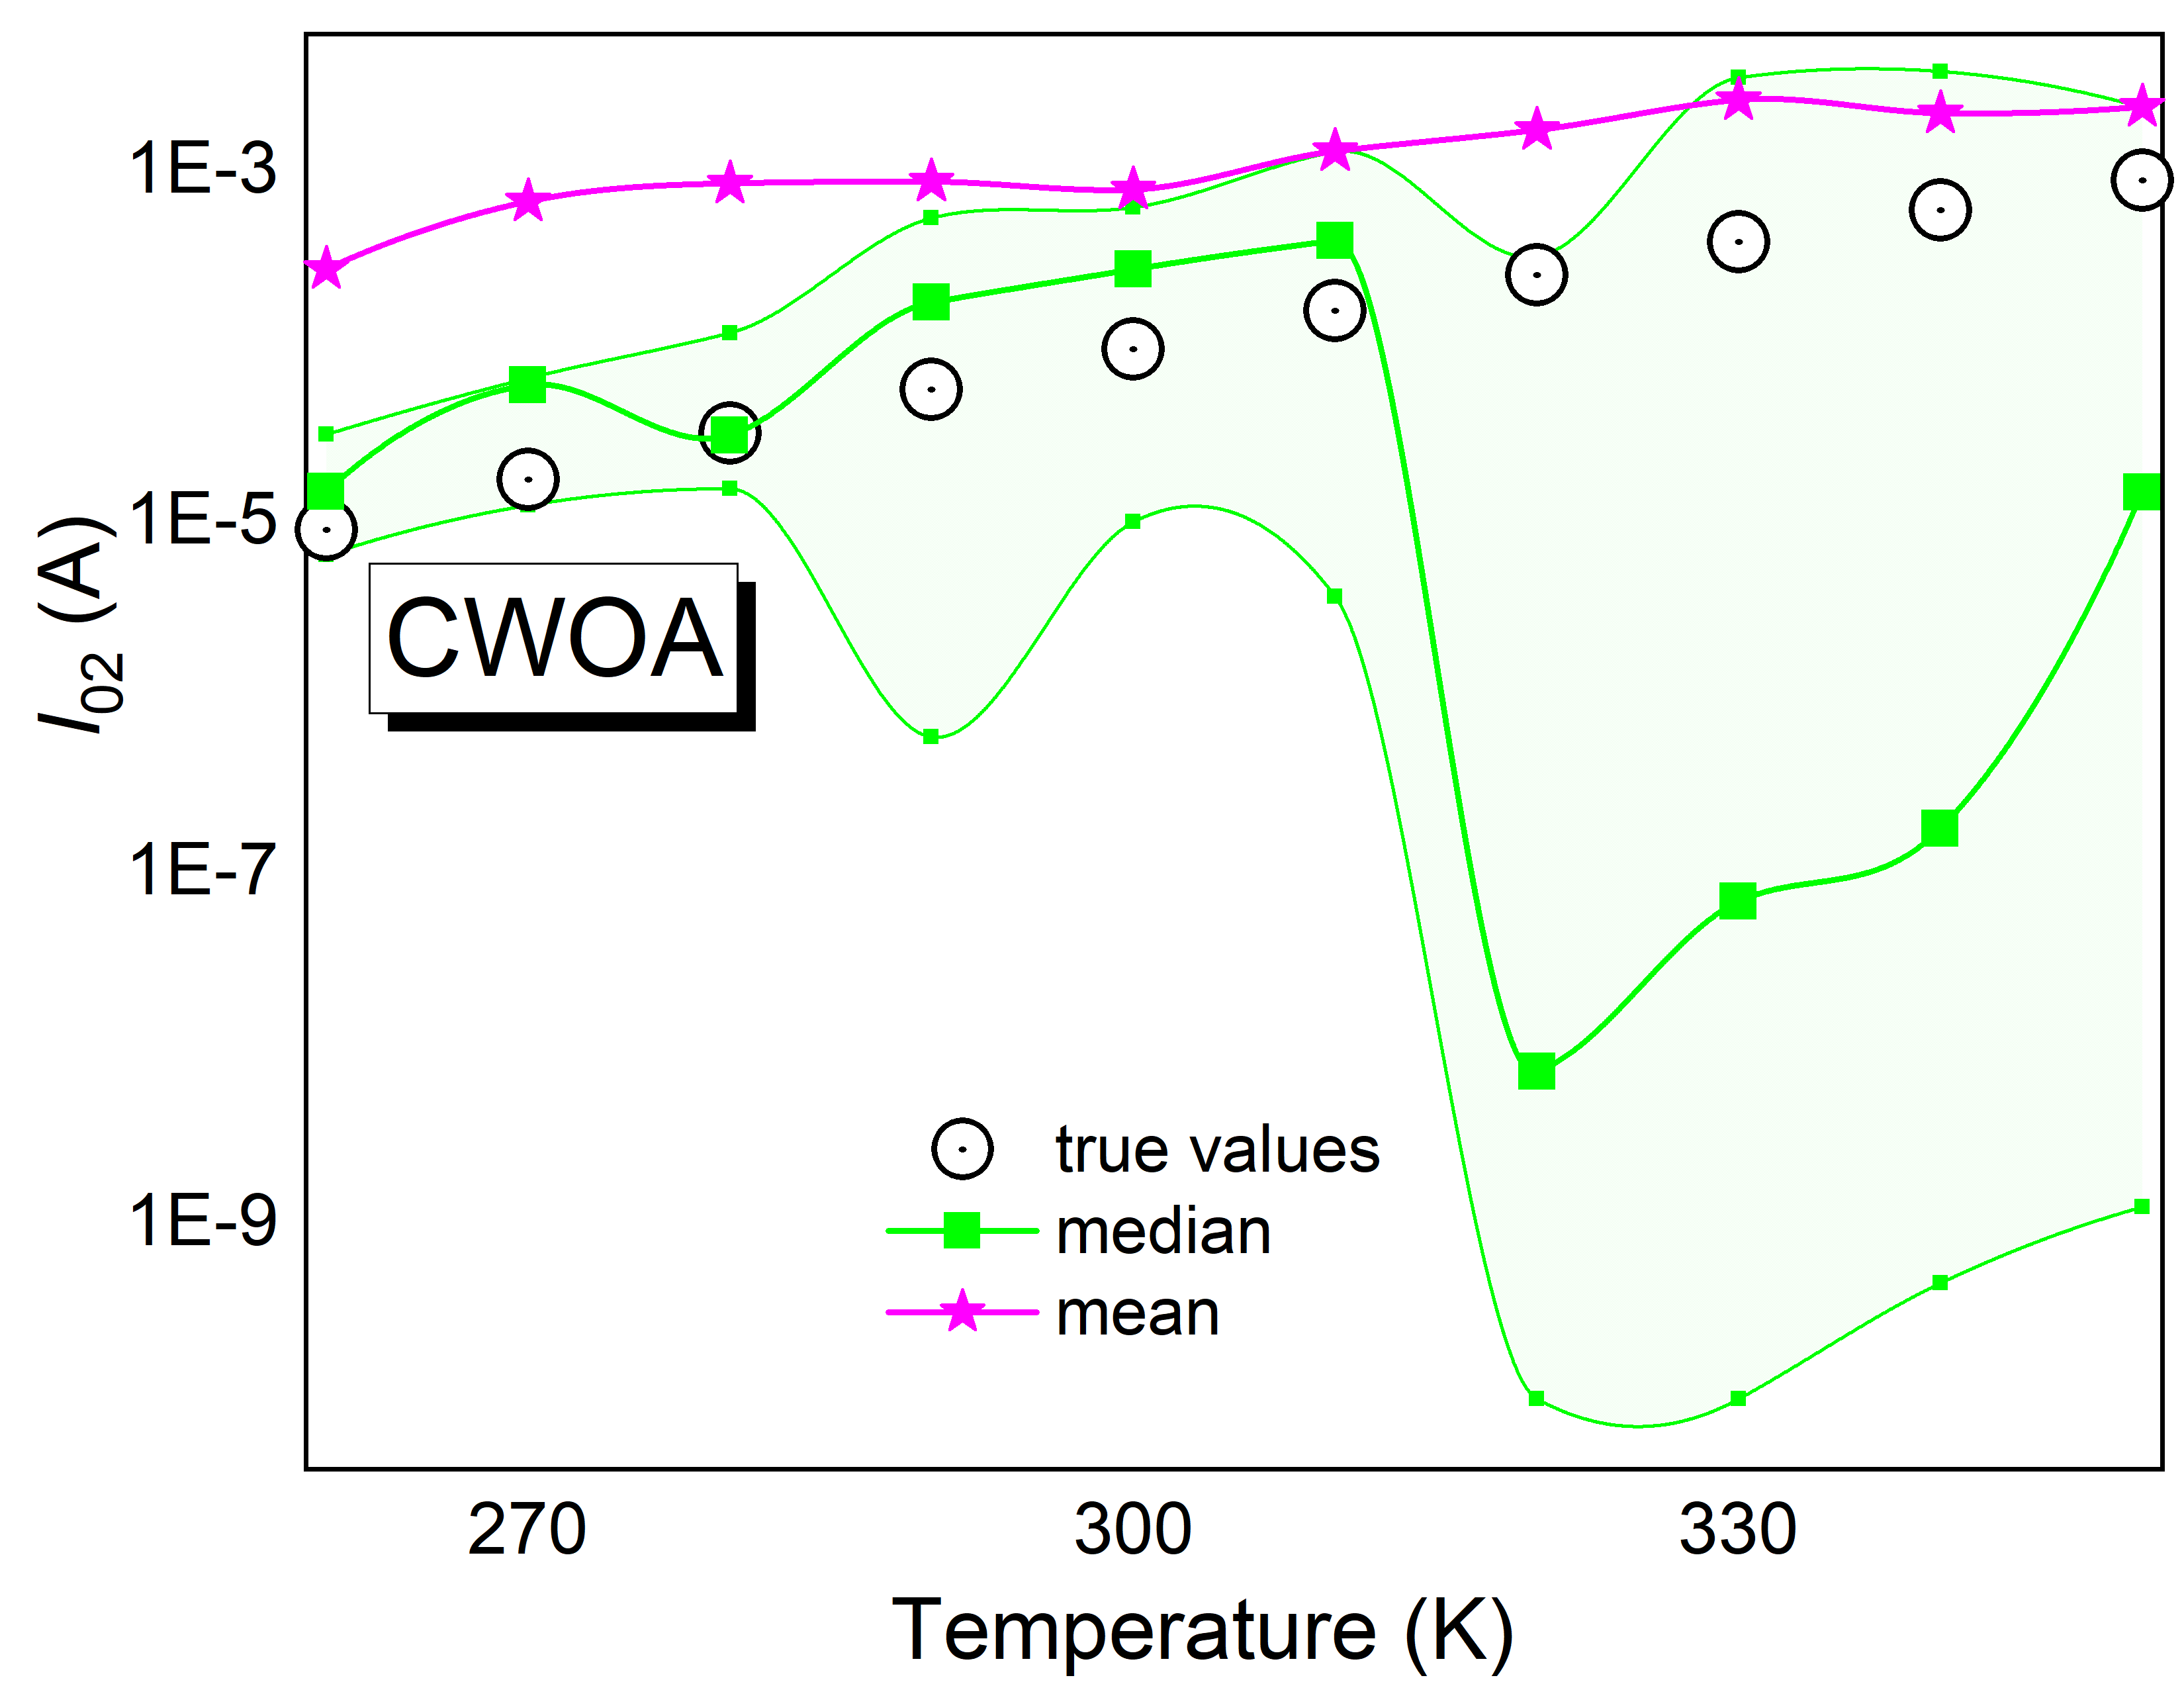 1E-3
1E-5
1E-7
1E-9
I02 (A)
CWOA
true values
median
mean
270 300 330
Temperature (K)